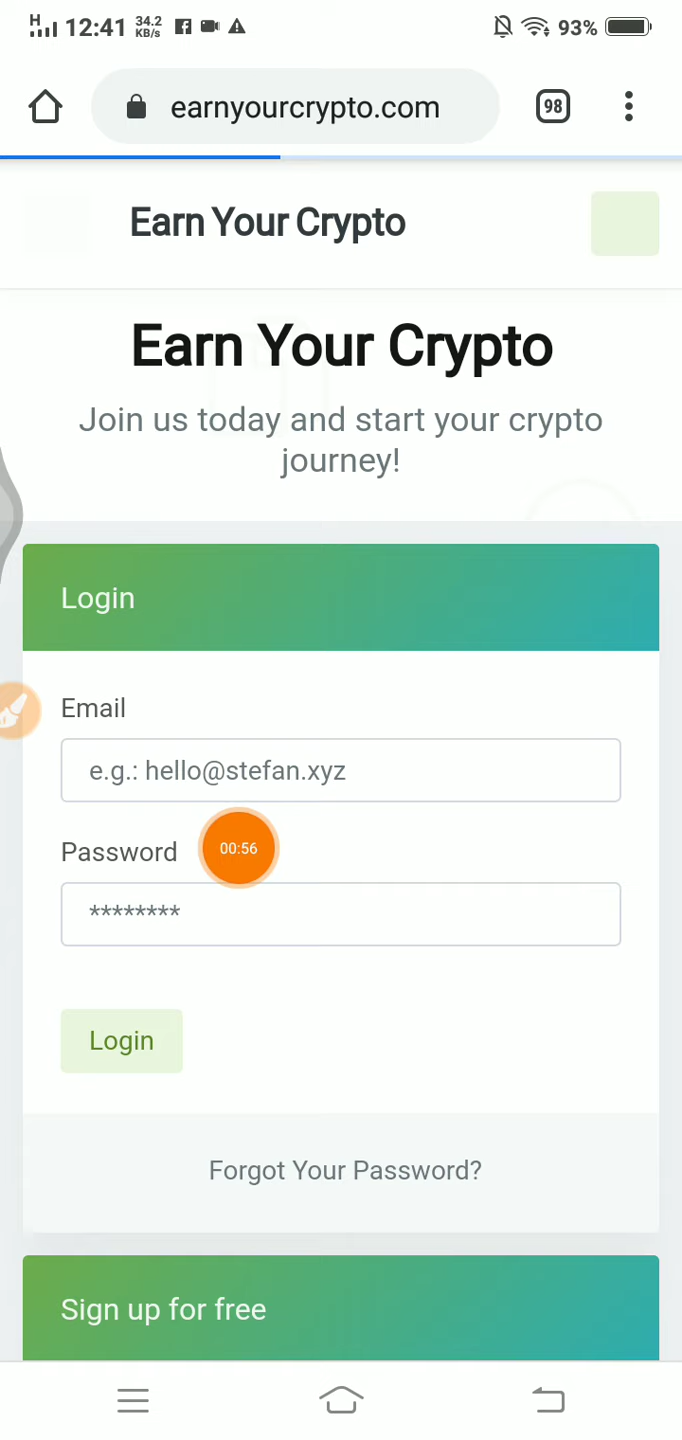 H 12:41 34.2 KB/s 93%
earnyourcrypto.com 98
Earn Your Crypto
Earn Your Crypto
Join us today and start your crypto
journey!
Login
Email
e.g.: hello@stefan.xyz
Password 00:56
********
Login
Forgot Your Password?
Sign up for free